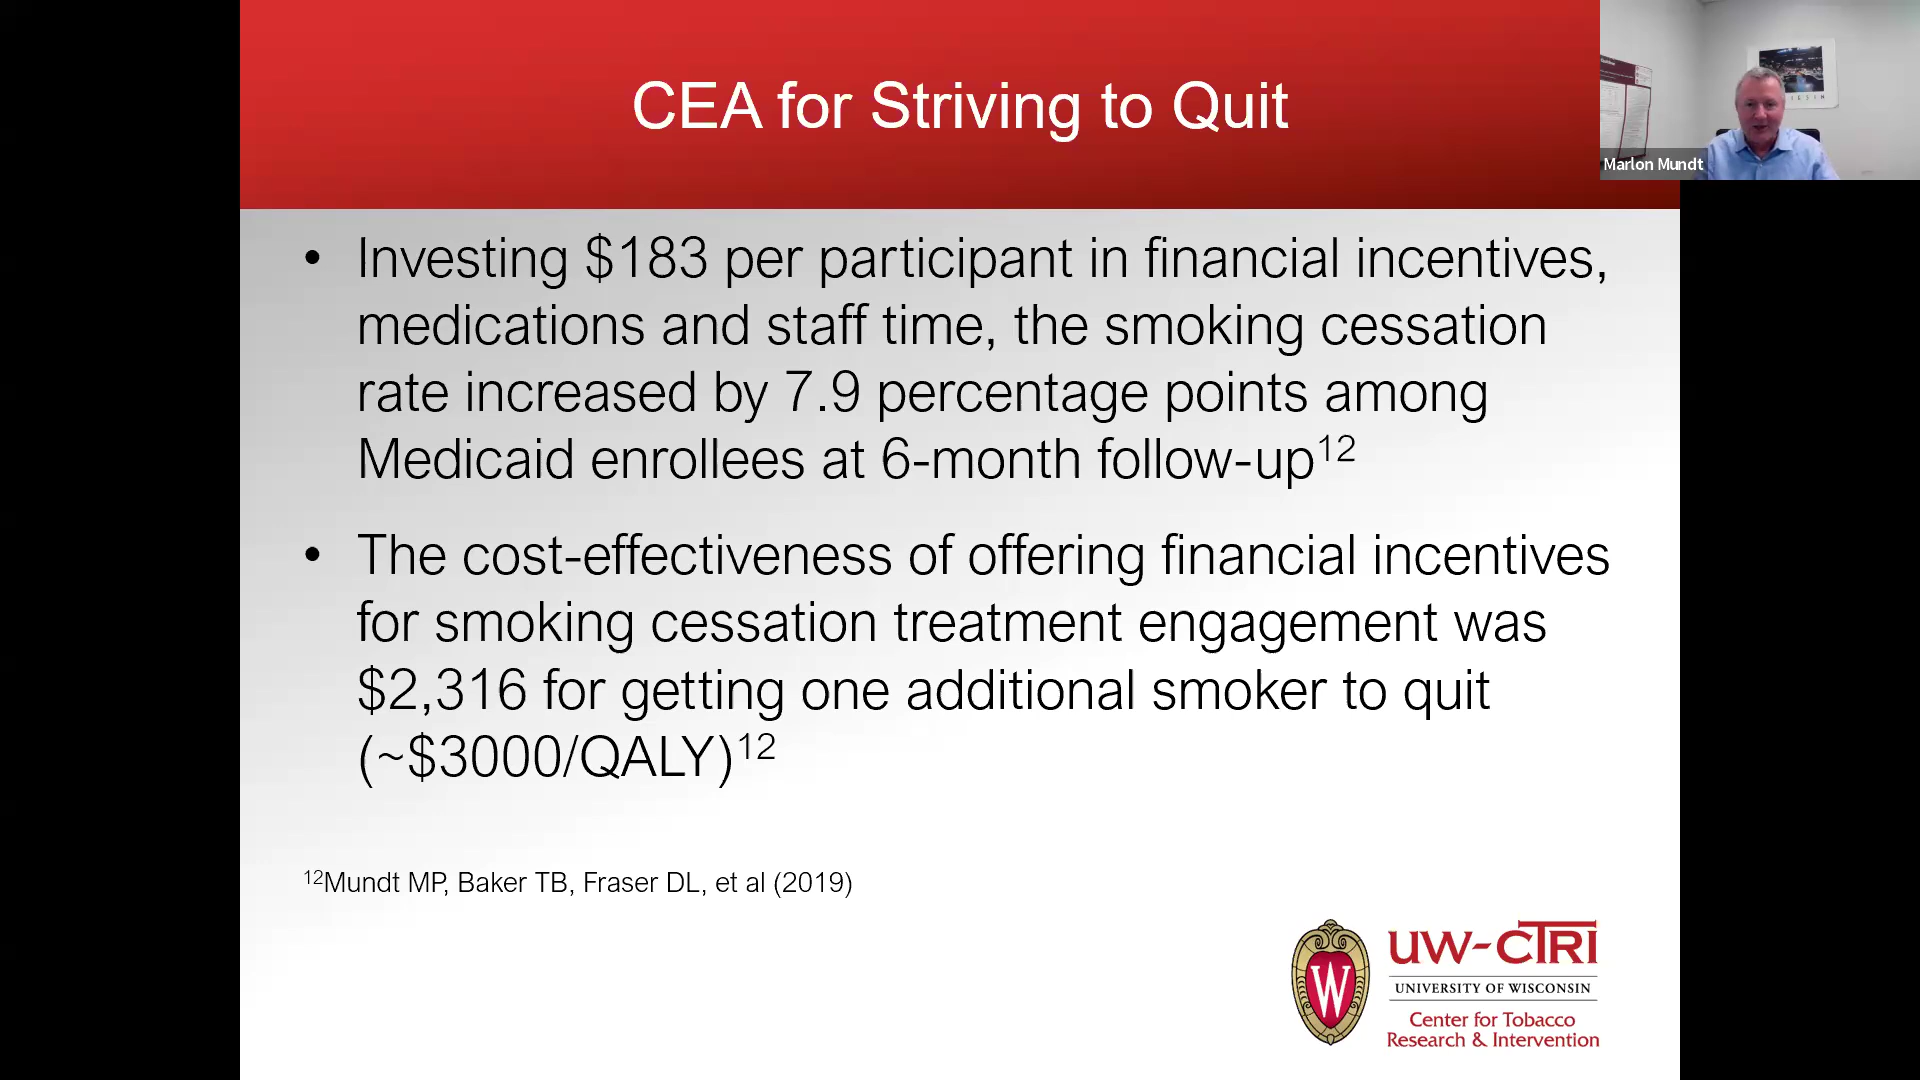 CEA for Striving to Quit
Marlon Mundt
• Investing $183 per participant in financial incentives,
medications and staff time, the smoking cessation
rate increased by 7.9 percentage points among
Medicaid enrollees at 6-month follow-up¹²
• The cost-effectiveness of offering financial incentives
for smoking cessation treatment engagement was
$2,316 for getting one additional smoker to quit
(~$3000/QALY)¹²
¹²Mundt MP, Baker TB, Fraser DL, et al (2019)
W
UW-CTRI
UNIVERSITY OF WISCONSIN
Center for Tobacco
Research & Intervention